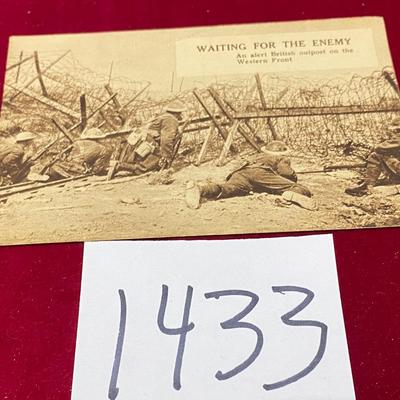 WAITING FOR THE ENEMY
An alert British outpost on the
Western Front
1433